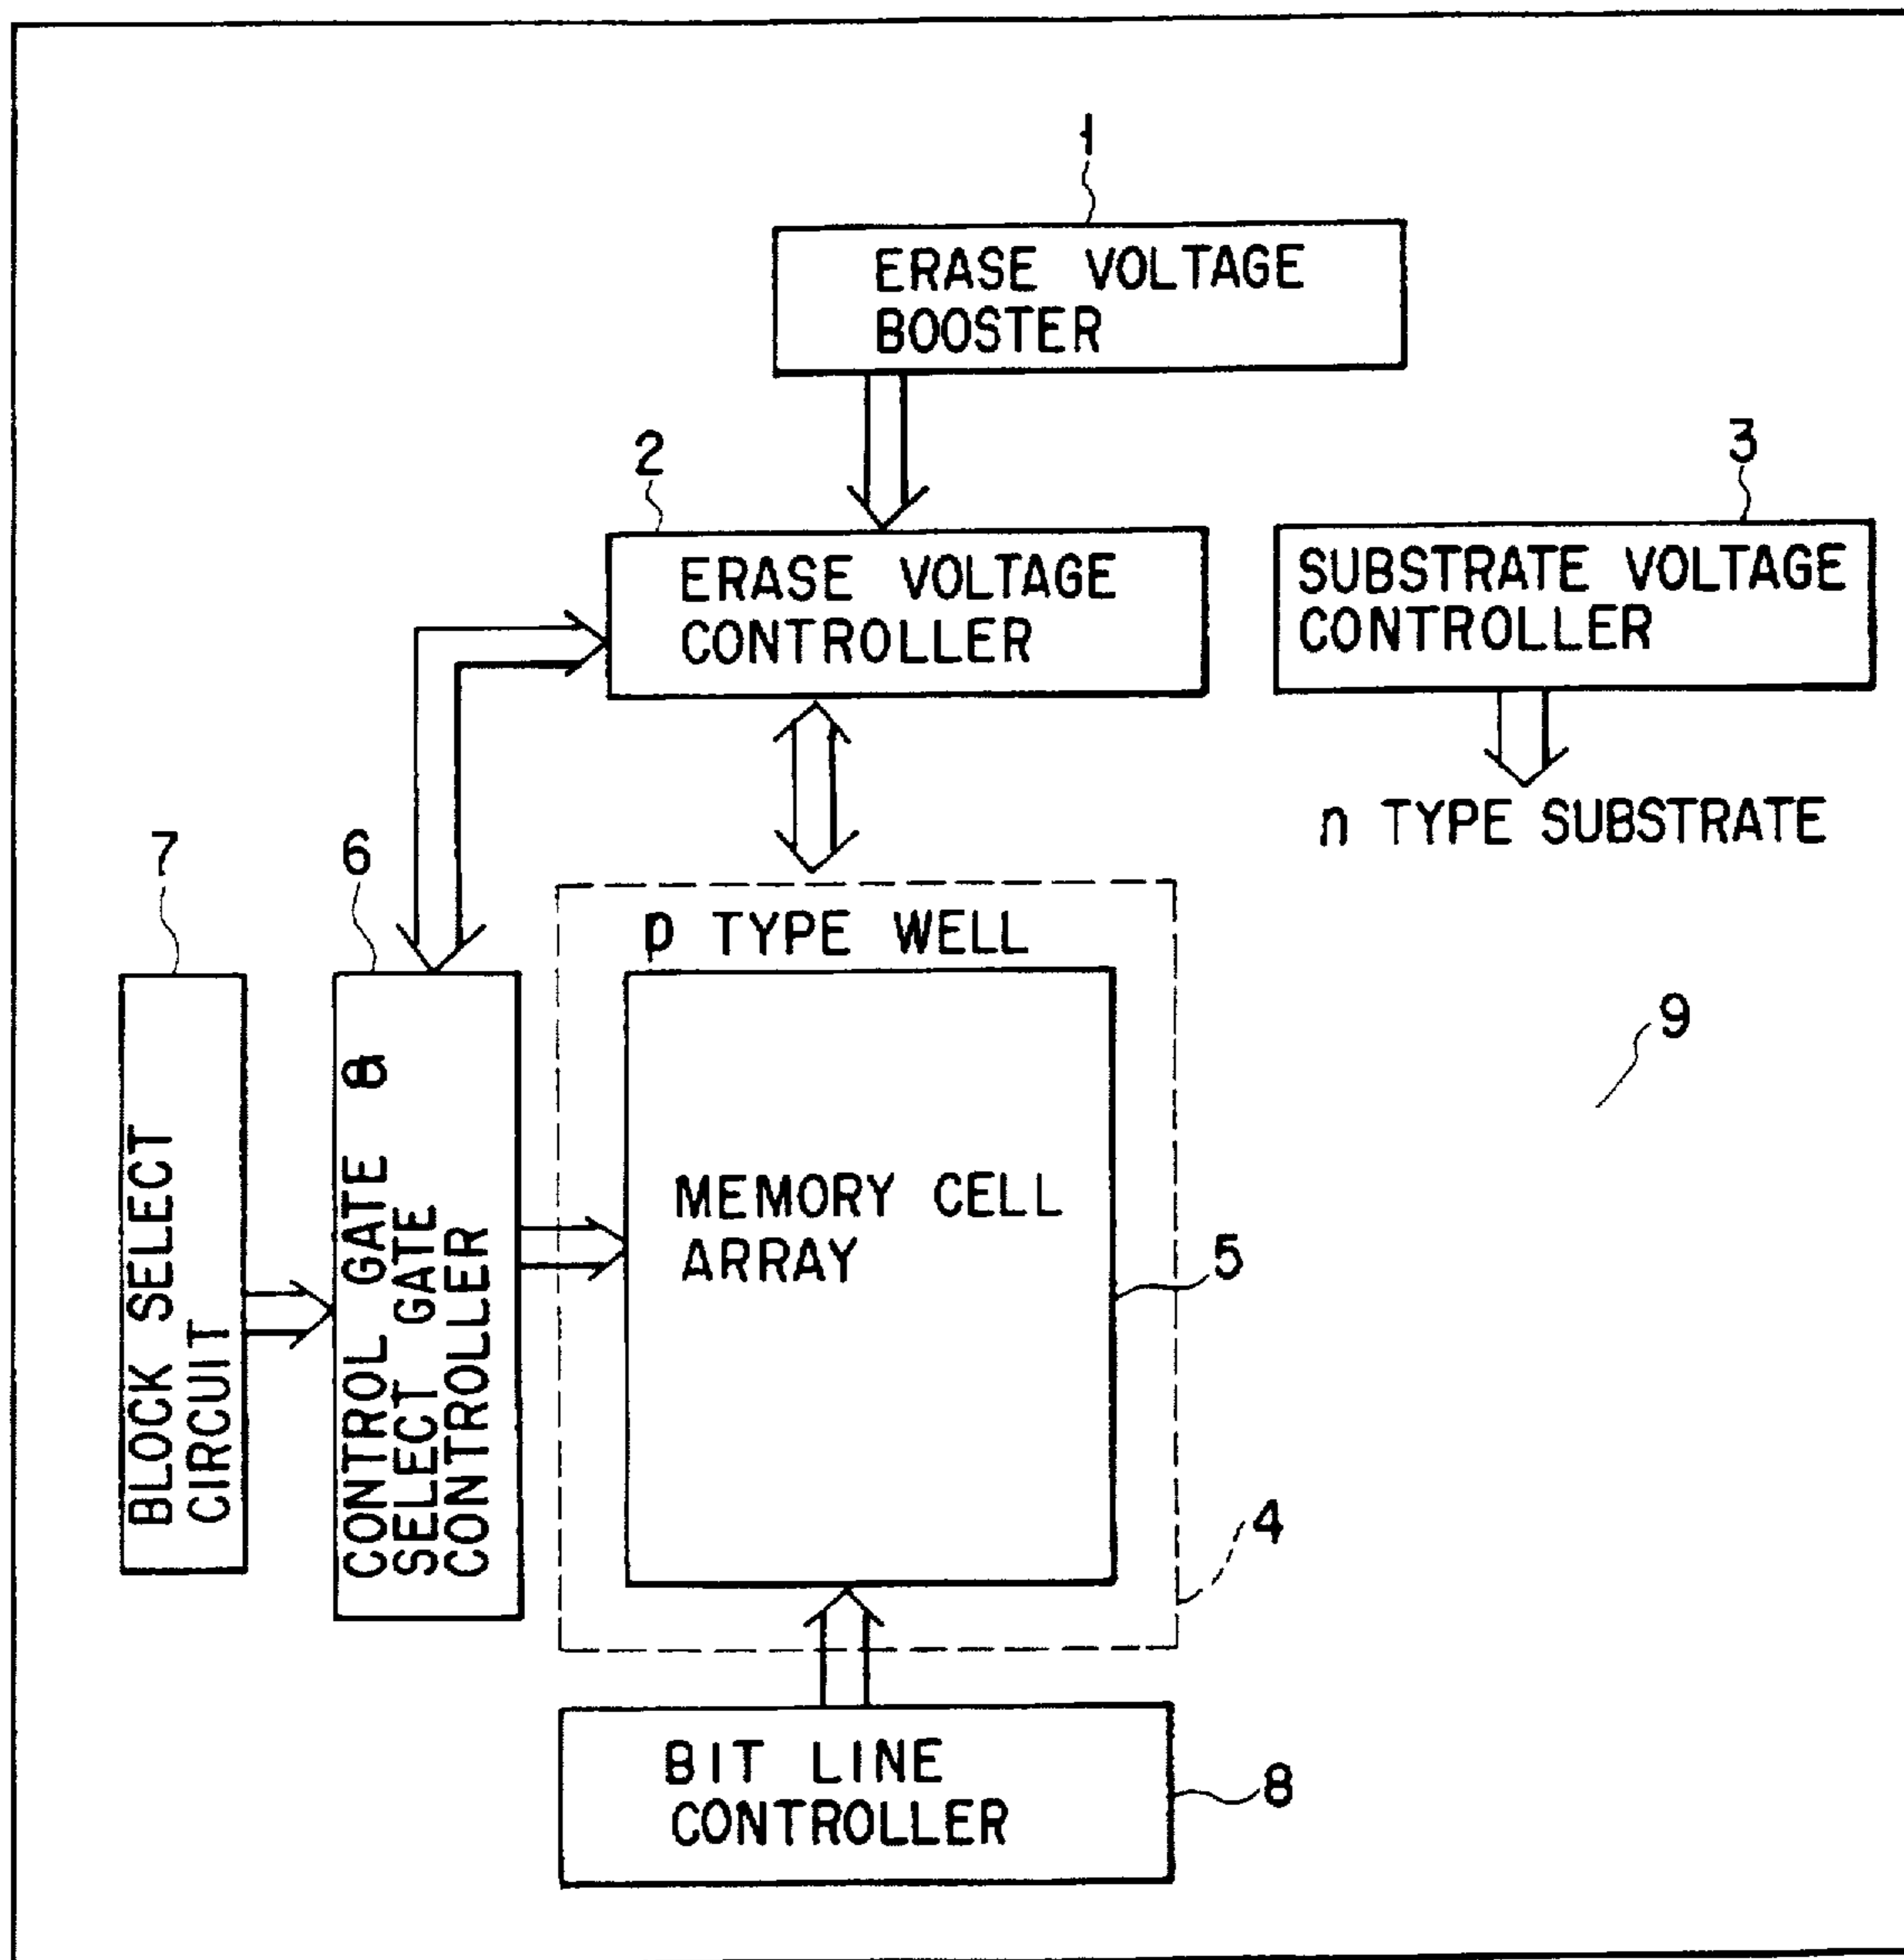 1
ERASE VOLTAGE
BOOSTER
2
ERASE VOLTAGE
CONTROLLER
3
SUBSTRATE VOLTAGE
CONTROLLER
n TYPE SUBSTRATE
7
BLOCK SELECT
CIRCUIT
6
CONTROL GATE &
SELECT GATE
CONTROLLER
p TYPE WELL
MEMORY CELL
ARRAY
5
9
4
BIT LINE
CONTROLLER
8